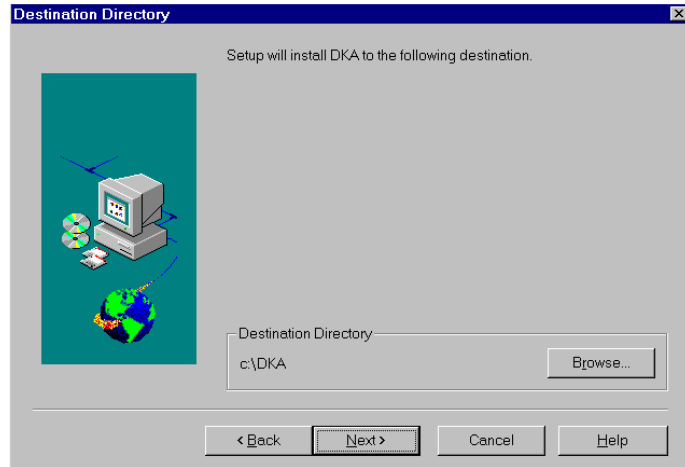 Destination Directory
Setup will install DKA to the following destination.
Destination Directory
c:\DKA
Browse...
< Back
Next >
Cancel
Help